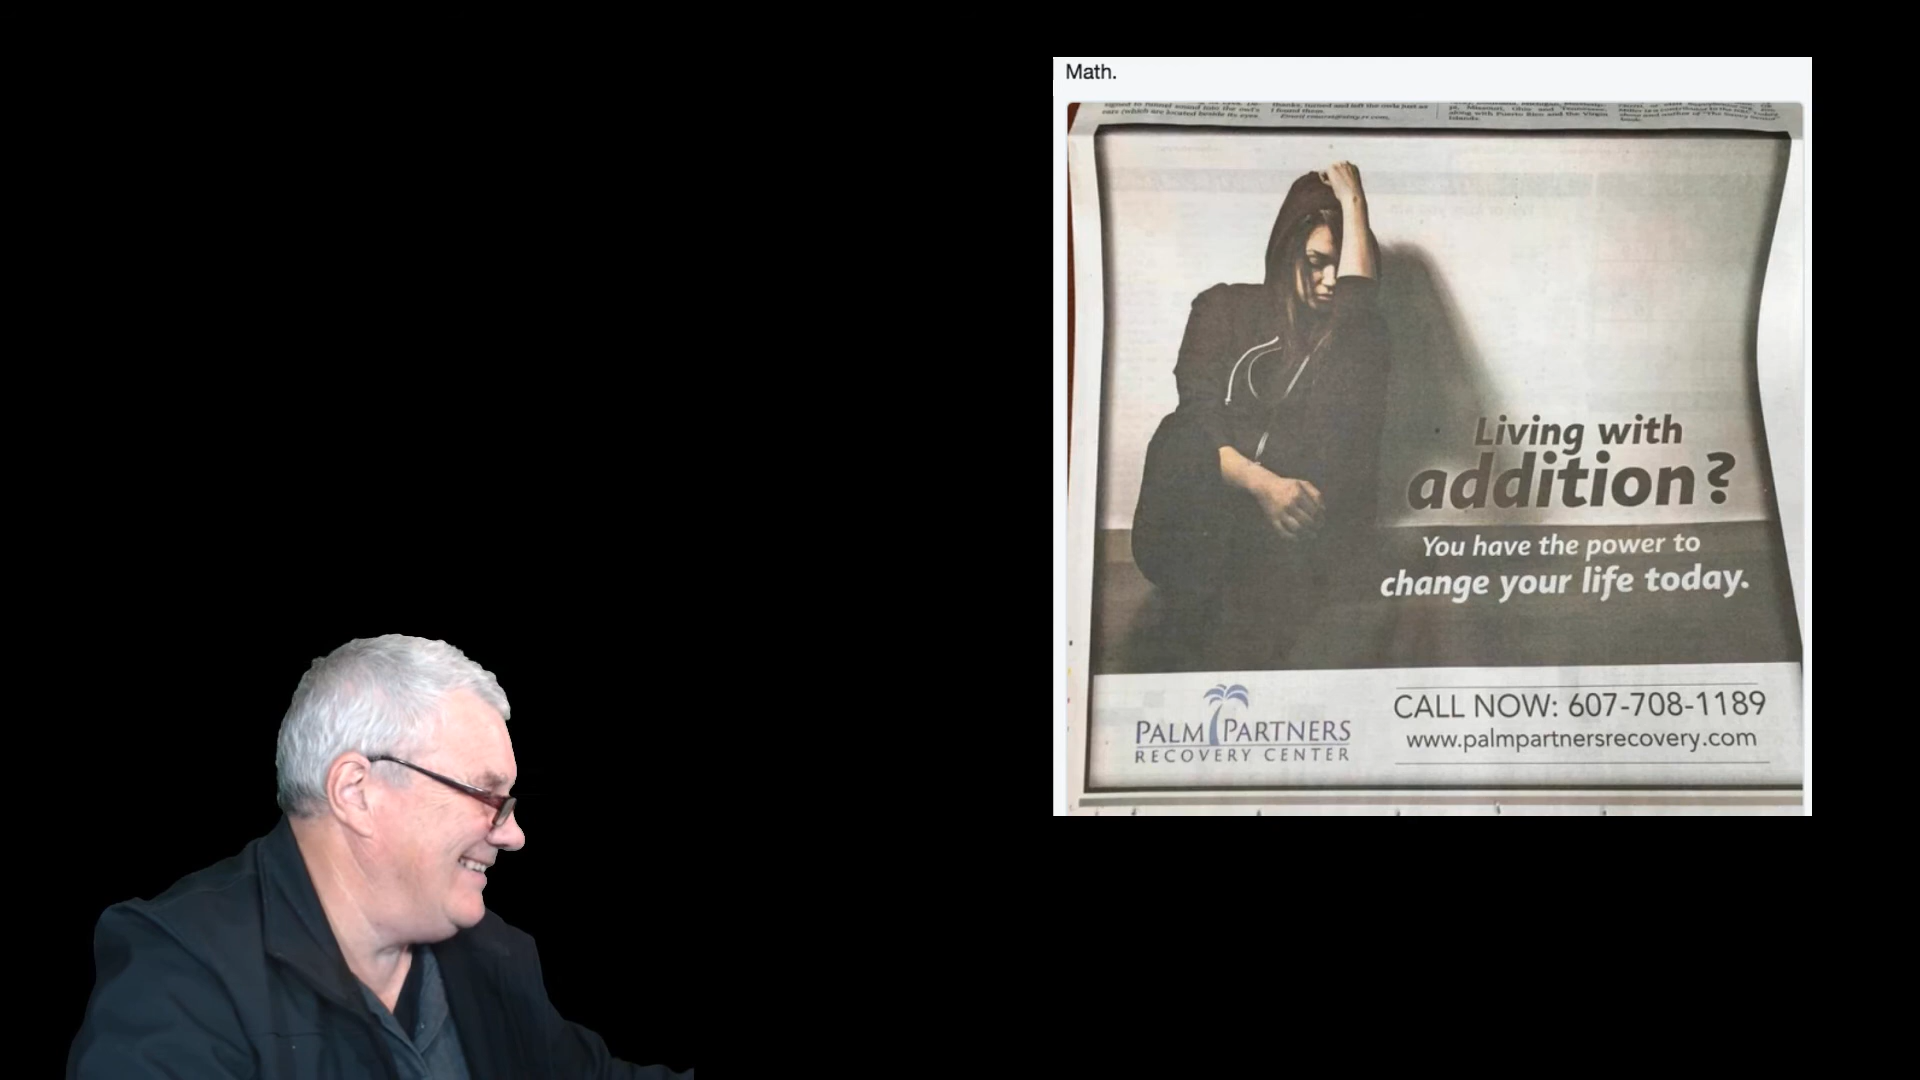 Math.
Living with
addition?
You have the power to
change your life today.
PALM PARTNERS
RECOVERY CENTER
CALL NOW: 607-708-1189
www.palmpartnersrecovery.com